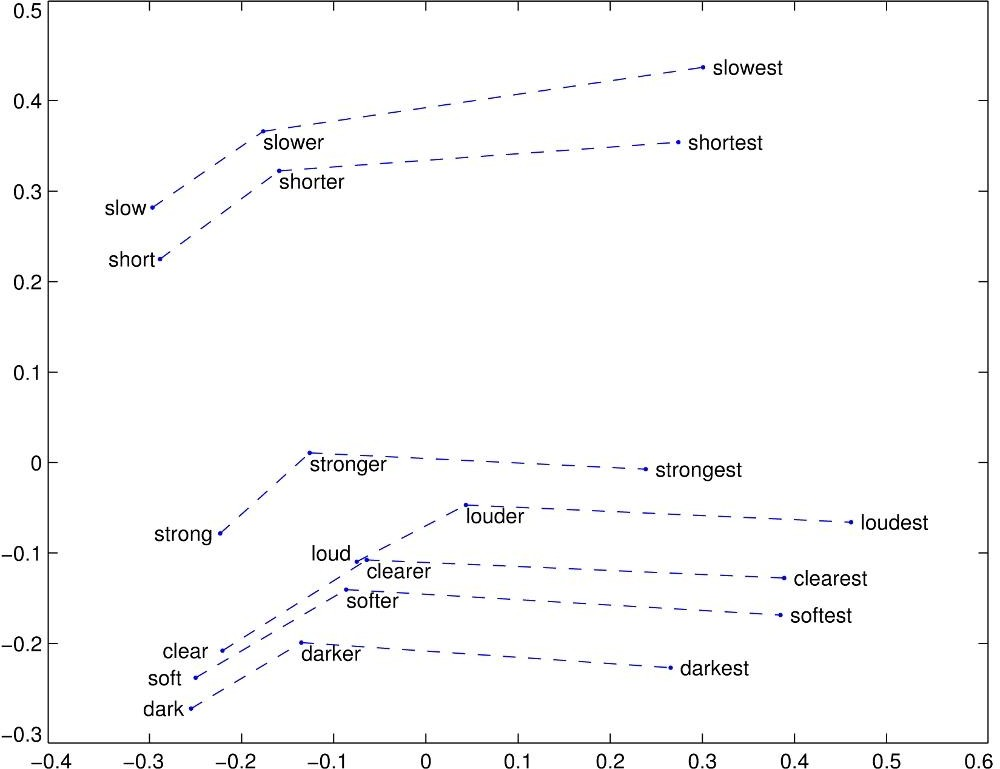 0.5
slowest
0.4
slower
shortest
shorter
0.3
slow
short
0.2
0.1
0
stronger
strongest
strong
louder
loudest
−0.1
loud
clearer
clearest
softer
softest
−0.2
clear
darker
darkest
soft
dark
−0.3
−0.4 −0.3 −0.2 −0.1 0 0.1 0.2 0.3 0.4 0.5 0.6